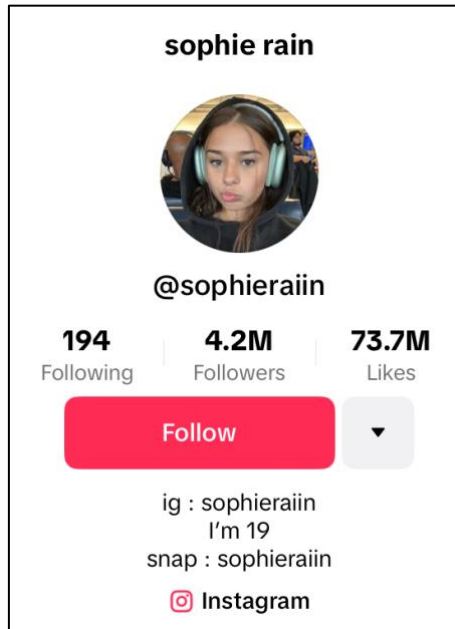 sophie rain
@sophieraiin
194 4.2M 73.7M
Following Followers Likes
Follow
ig : sophieraiin
I’m 19
snap : sophieraiin
Instagram